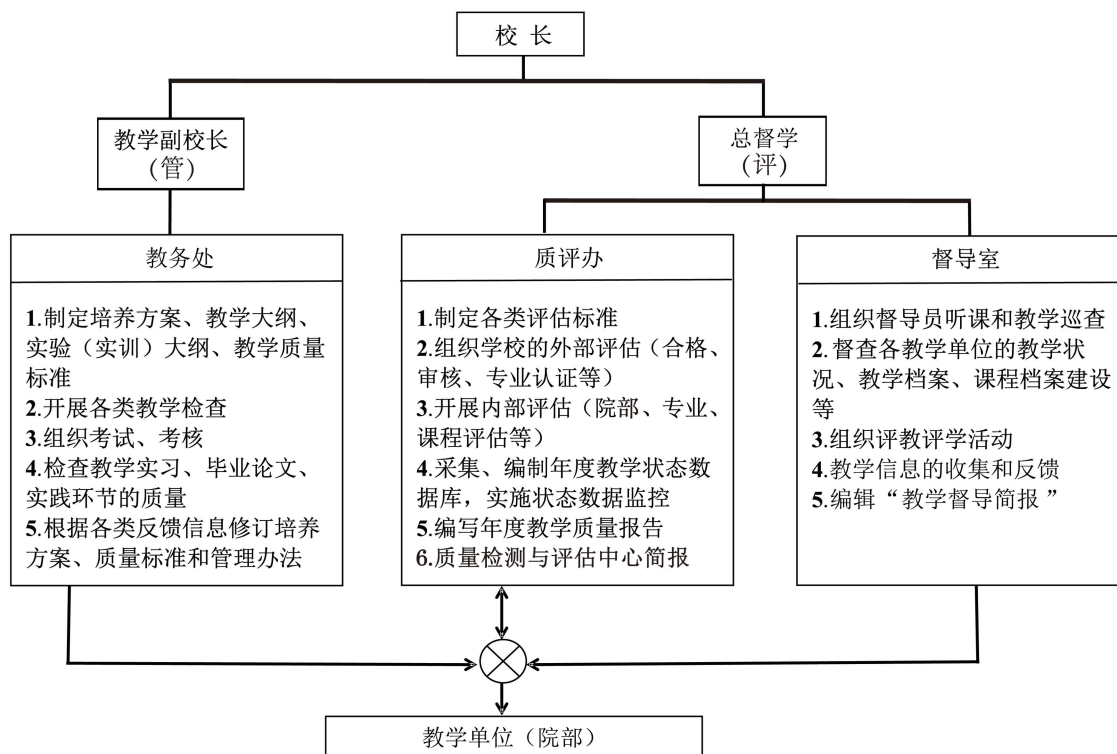 校 长
教学副校长
（管）
总督学
（评）
教务处
1.制定培养方案、教学大纲、
实验（实训）大纲、教学质量
标准
2.开展各类教学检查
3.组织考试、考核
4.检查教学实习、毕业论文、
实践环节的质量
5.根据各类反馈信息修订培养
方案、质量标准和管理办法
质评办
1.制定各类评估标准
2.组织学校的外部评估（合格、
审核、专业认证等）
3.开展内部评估（院部、专业、
课程评估等）
4.采集、编制年度教学状态数
据库，实施状态数据监控
5.编写年度教学质量报告
6.质量检测与评估中心简报
督导室
1.组织督导员听课和教学巡查
2.督查各教学单位的教学状
况、教学档案、课程档案建设
等
3.组织评教评学活动
4.教学信息的收集和反馈
5.编辑“教学督导简报”
教学单位（院部）